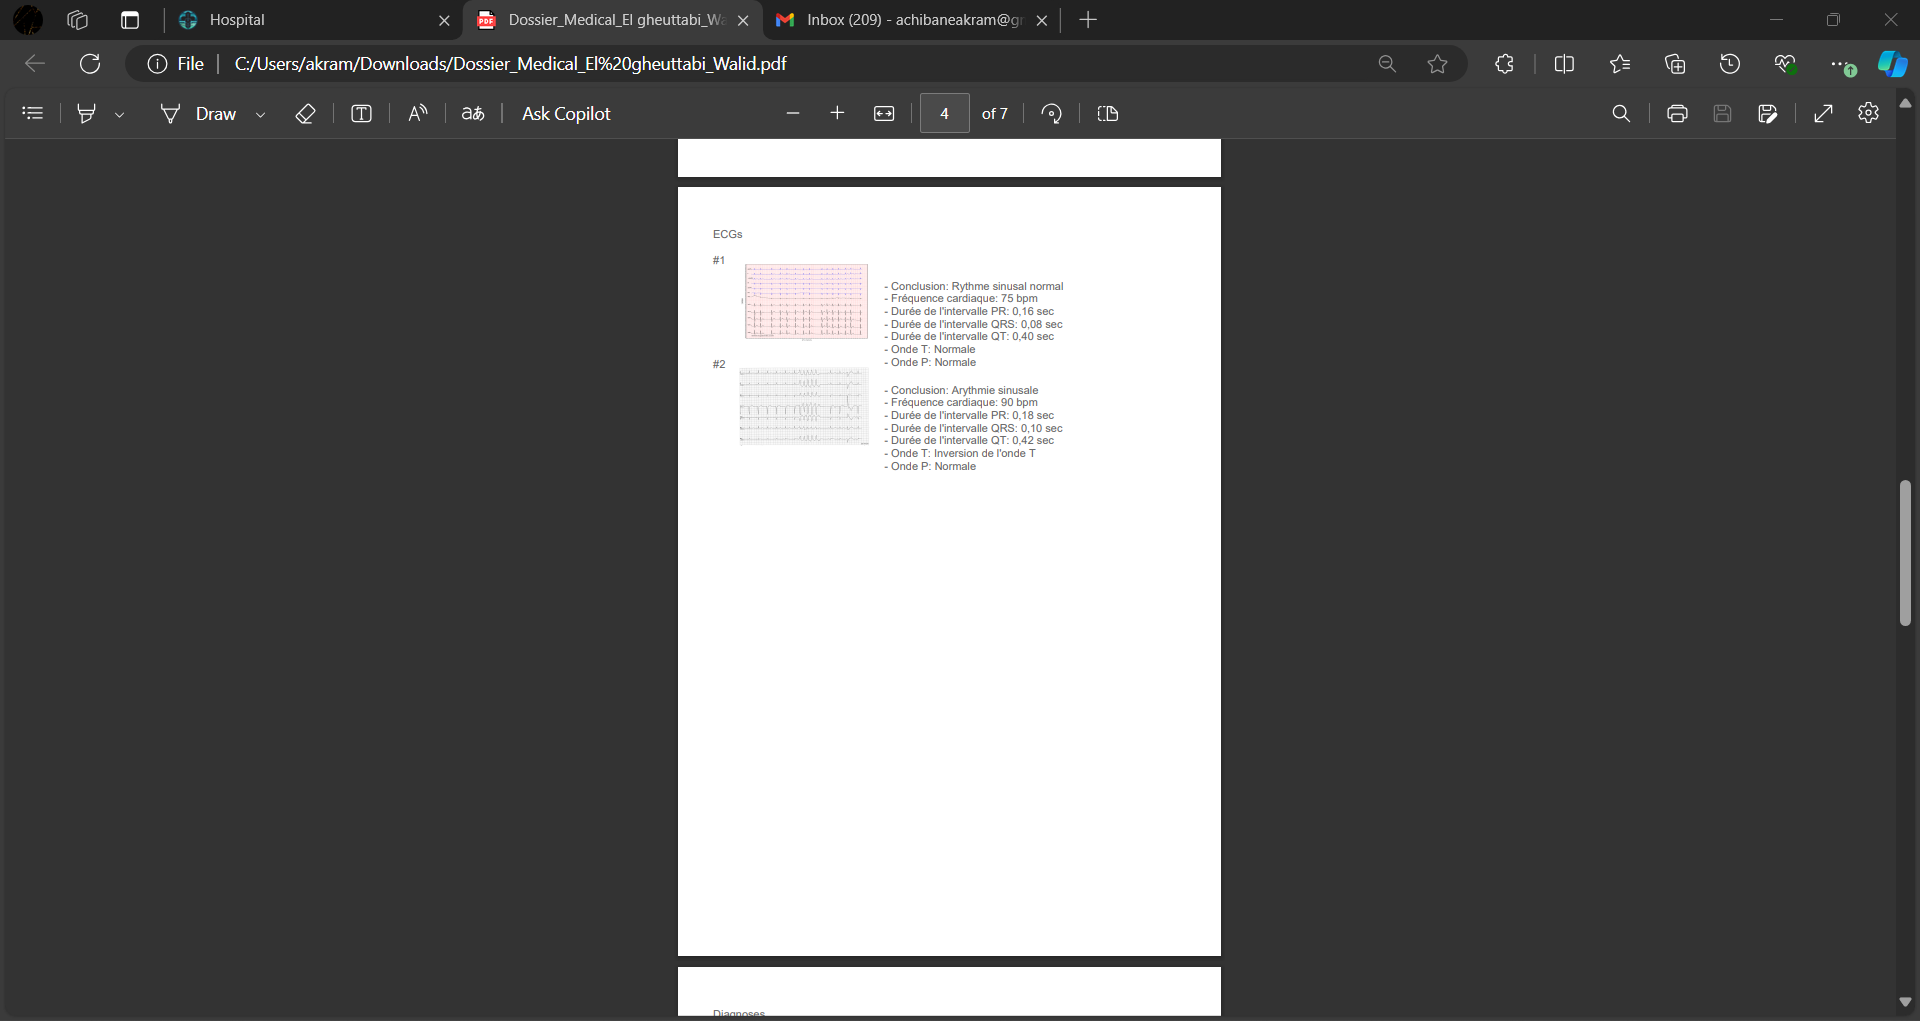 Hospital
Dossier_Medical_El gheuttabi_Wa
Inbox (209) - achibaneakram@g
File
C:/Users/akram/Downloads/Dossier_Medical_El%20gheuttabi_Walid.pdf
Draw
aあ
Ask Copilot
4 of 7
ECGs
#1
- Conclusion: Rythme sinusal normal
- Fréquence cardiaque: 75 bpm
- Durée de l'intervalle PR: 0,16 sec
- Durée de l'intervalle QRS: 0,08 sec
- Durée de l'intervalle QT: 0,40 sec
- Onde T: Normale
- Onde P: Normale
#2
- Conclusion: Arythmie sinusale
- Fréquence cardiaque: 90 bpm
- Durée de l'intervalle PR: 0,18 sec
- Durée de l'intervalle QRS: 0,10 sec
- Durée de l'intervalle QT: 0,42 sec
- Onde T: Inversion de l'onde T
- Onde P: Normale
Diagnoses